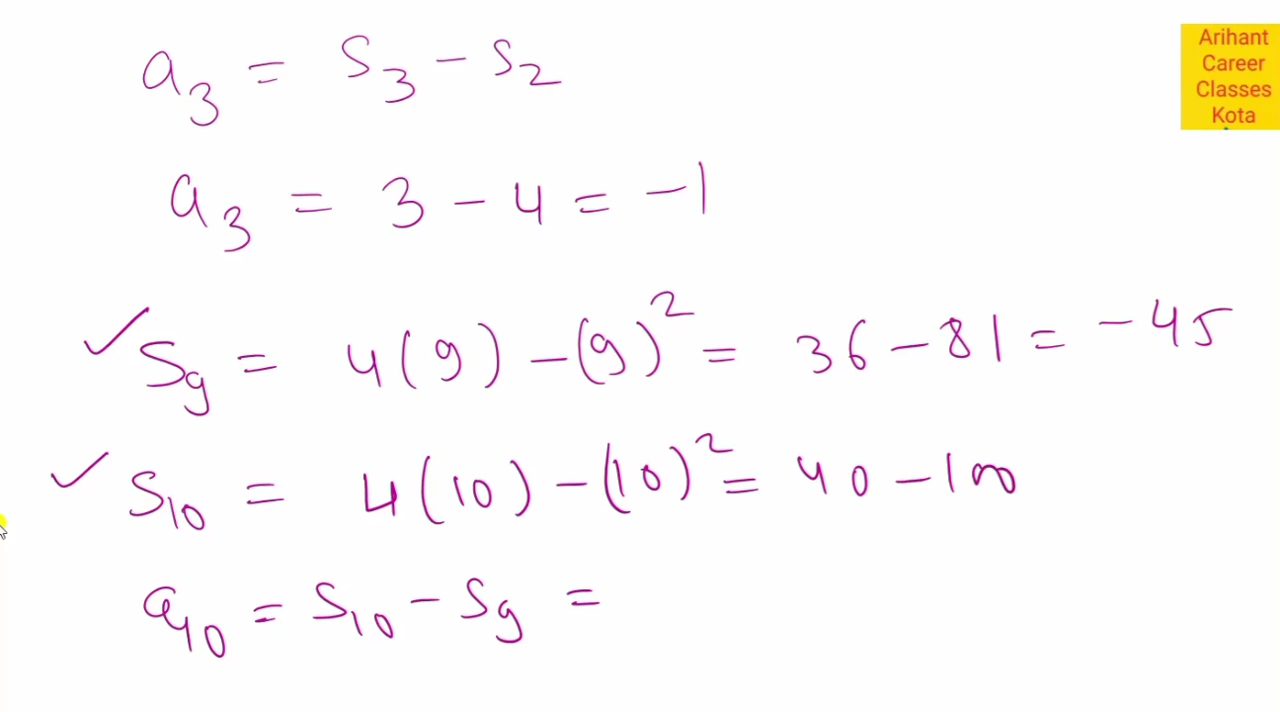 a₃ = S₃ - S₂
a₃ = 3 - 4 = -1
✓ S₉ = 4(9) - (9)² = 36 - 81 = -45
✓ S₁₀ = 4(10) - (10)² = 40 - 100
a₁₀ = S₁₀ - S₉ =
Arihant
Career
Classes
Kota